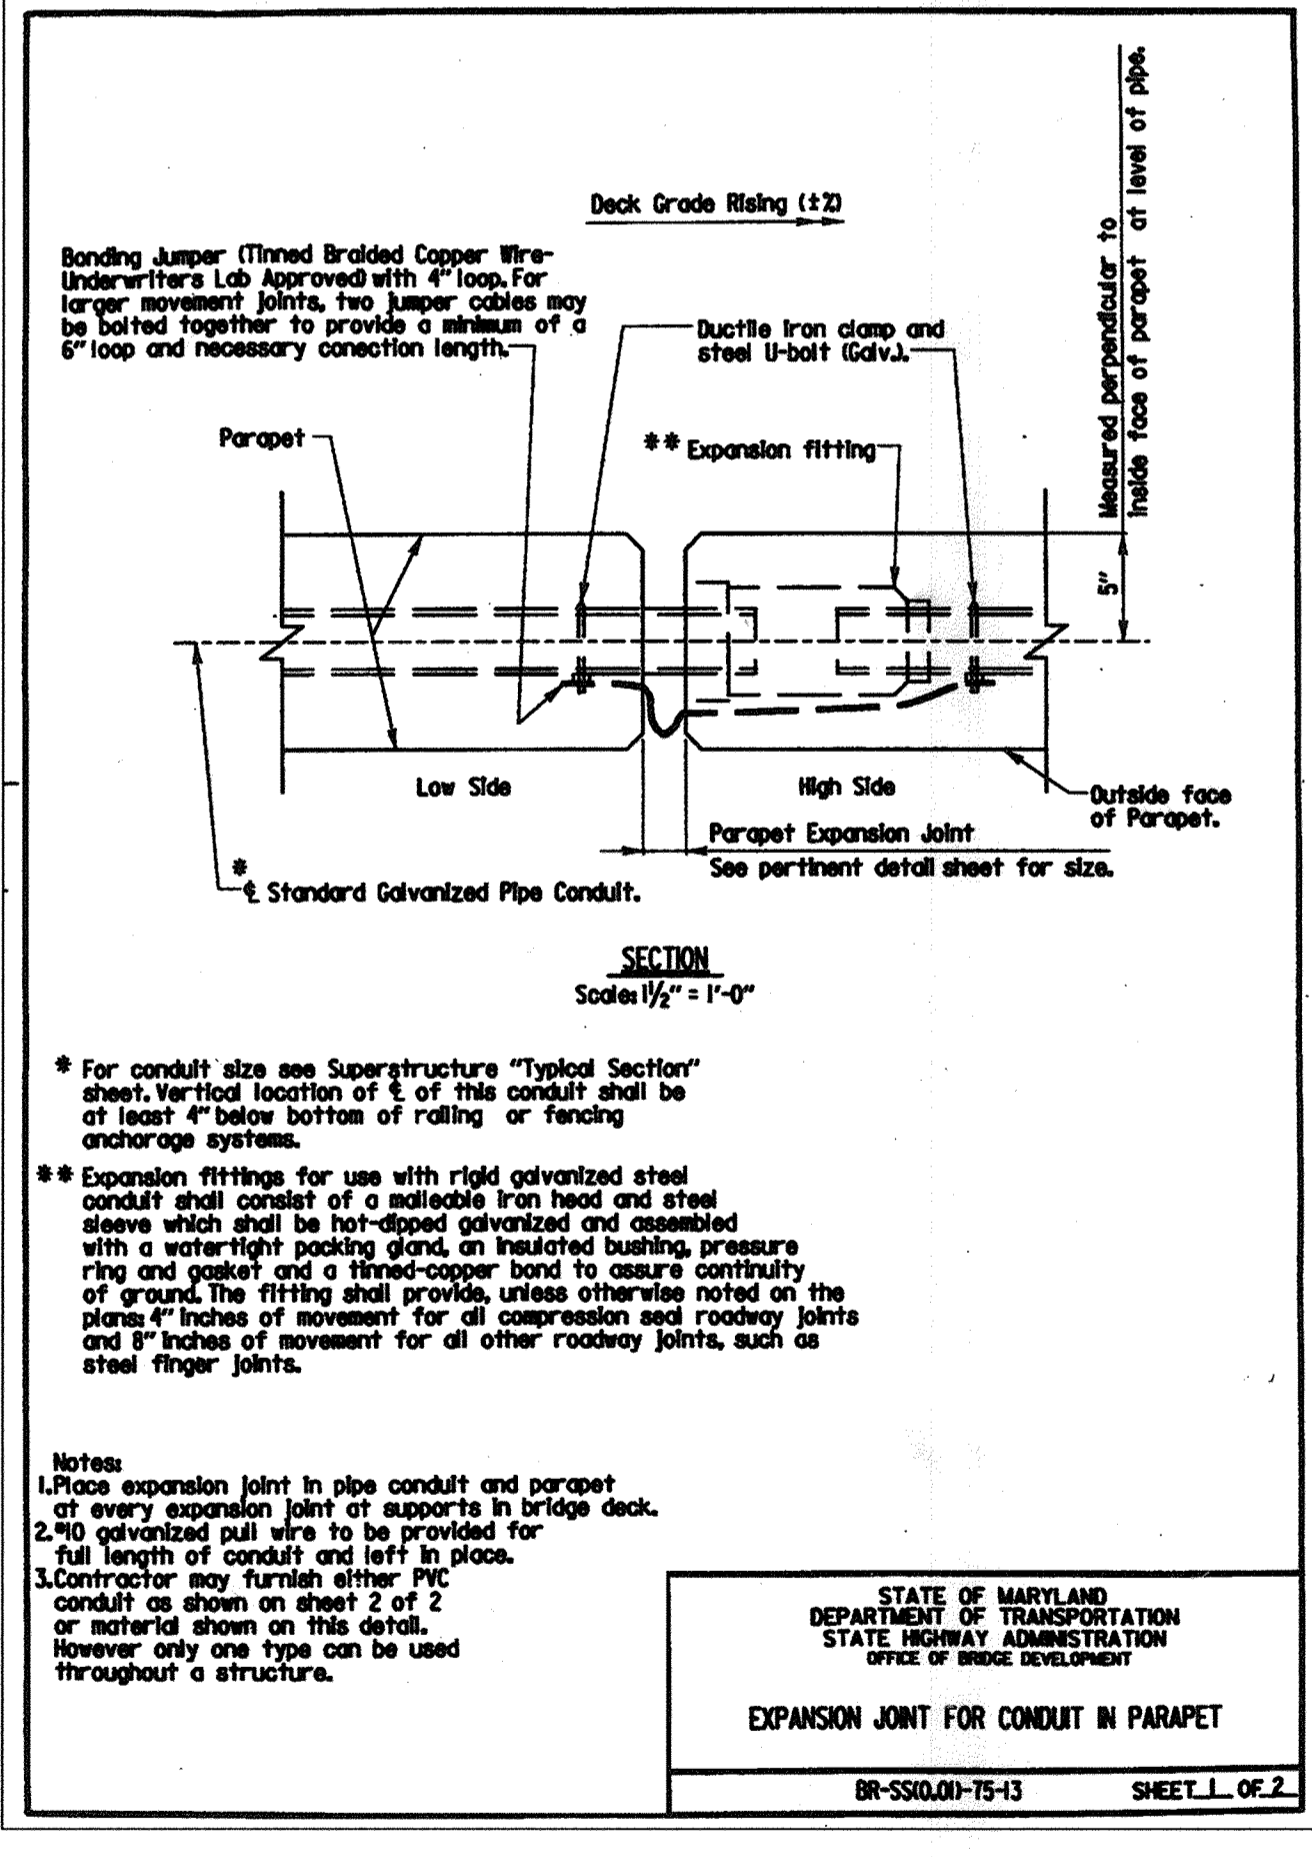 Measured perpendicular to
inside face of parapet at level of pipe.
Deck Grade Rising (±%)
Bonding Jumper (Tinned Braided Copper Wire-
Underwriters Lab Approved) with 4" loop. For
larger movement joints, two jumper cables may
be bolted together to provide a minimum of a
6" loop and necessary conection length.
Ductile iron clamp and
steel U-bolt (Galv.).
Parapet
** Expansion fitting
5"
Low Side
High Side
Outside face
of Parapet.
Parapet Expansion Joint
See pertinent detail sheet for size.
*
℄ Standard Galvanized Pipe Conduit.
SECTION
Scale: 1½" = 1'-0"
* For conduit size see Superstructure "Typical Section"
sheet. Vertical location of ℄ of this conduit shall be
at least 4" below bottom of railing or fencing
anchorage systems.
** Expansion fittings for use with rigid galvanized steel
conduit shall consist of a malleable iron head and steel
sleeve which shall be hot-dipped galvanized and assembled
with a watertight packing gland, an insulated bushing, pressure
ring and gasket and a tinned-copper bond to assure continuity
of ground. The fitting shall provide, unless otherwise noted on the
plans: 4" inches of movement for all compression seal roadway joints
and 8" inches of movement for all other roadway joints, such as
steel finger joints.
Notes:
1. Place expansion joint in pipe conduit and parapet
at every expansion joint at supports in bridge deck.
2. #10 galvanized pull wire to be provided for
full length of conduit and left in place.
3. Contractor may furnish either PVC
conduit as shown on sheet 2 of 2
or material shown on this detail.
However only one type can be used
throughout a structure.
STATE OF MARYLAND
DEPARTMENT OF TRANSPORTATION
STATE HIGHWAY ADMINISTRATION
OFFICE OF BRIDGE DEVELOPMENT
EXPANSION JOINT FOR CONDUIT IN PARAPET
BR-SS(0.01)-75-13 SHEET 1 OF 2